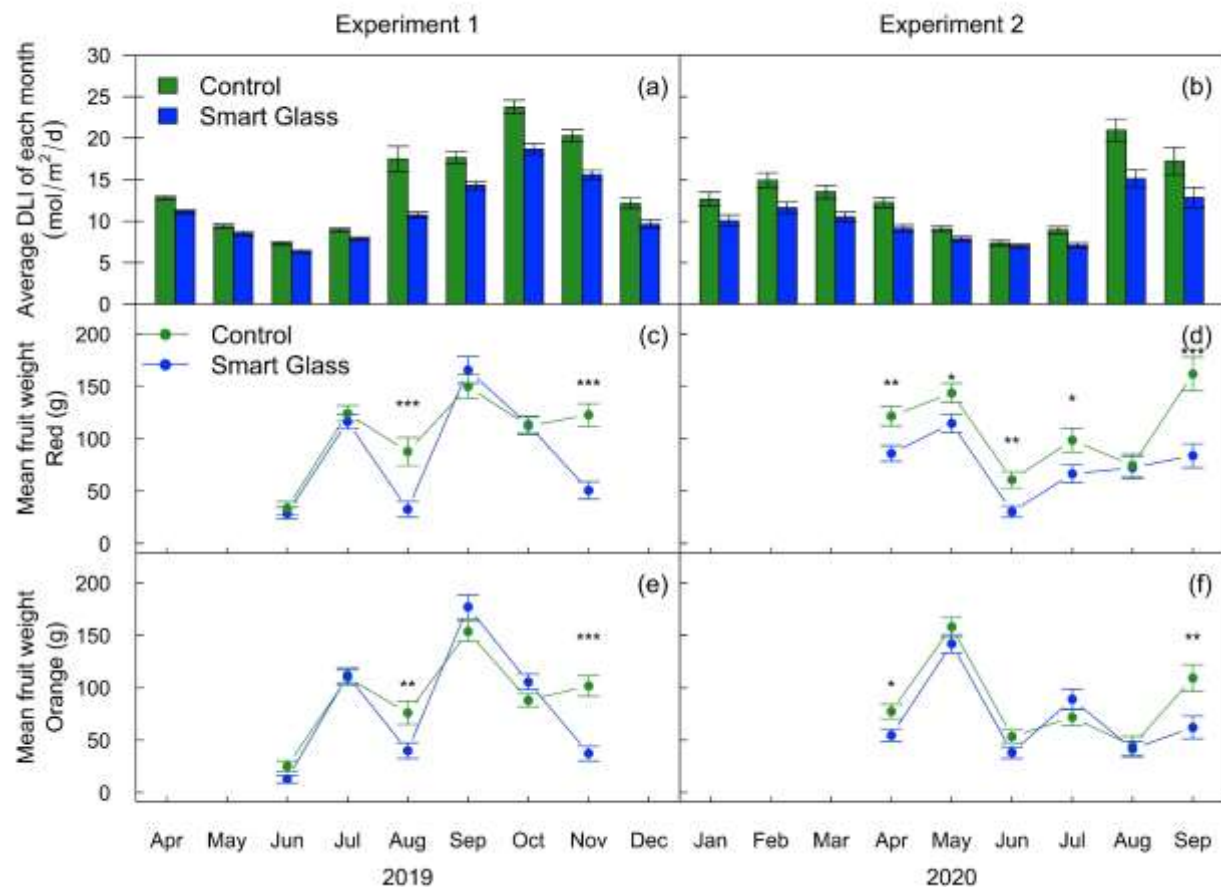 Experiment 1
Experiment 2
Average DLI of each month
(mol/m²/d)
30
25
20
15
10
5
0
Control
Smart Glass
(a)
(b)
Mean fruit weight
Red (g)
200
150
100
50
0
Control
Smart Glass
***
***
(c)
**
*
**
*
***
(d)
Mean fruit weight
Orange (g)
200
150
100
50
0
**
***
(e)
*
**
(f)
Apr May Jun Jul Aug Sep Oct Nov Dec Jan Feb Mar Apr May Jun Jul Aug Sep
2019
2020